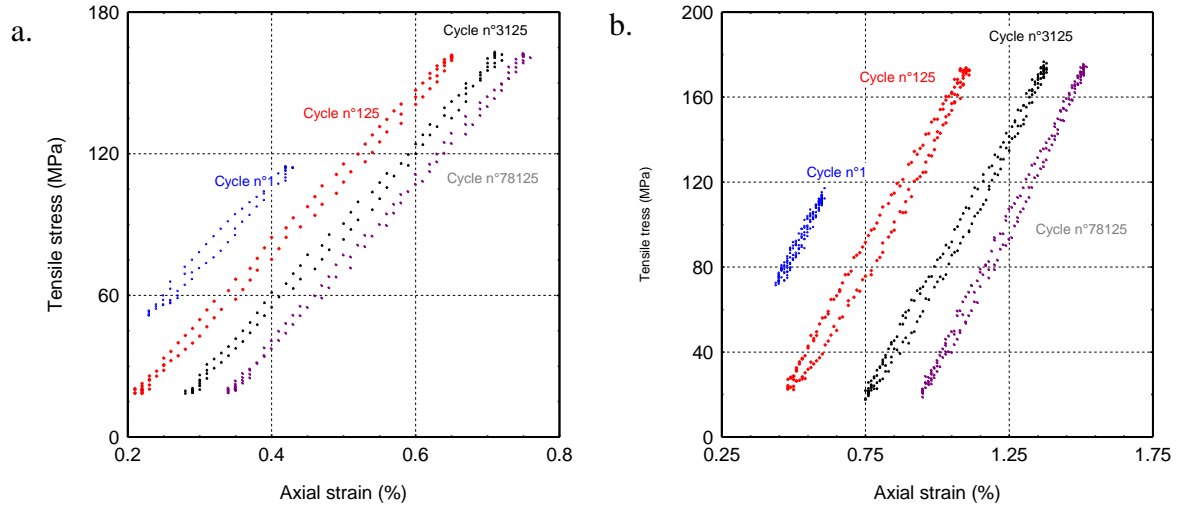 a.
180
120
60
0
Tensile stress (MPa)
Cycle n°3125
Cycle n°125
Cycle n°1
Cycle n°78125
0.2
0.4
0.6
0.8
Axial strain (%)
b.
200
160
120
80
40
0
Tensile tress (MPa)
Cycle n°3125
Cycle n°125
Cycle n°1
Cycle n°78125
0.25
0.75
1.25
1.75
Axial strain (%)